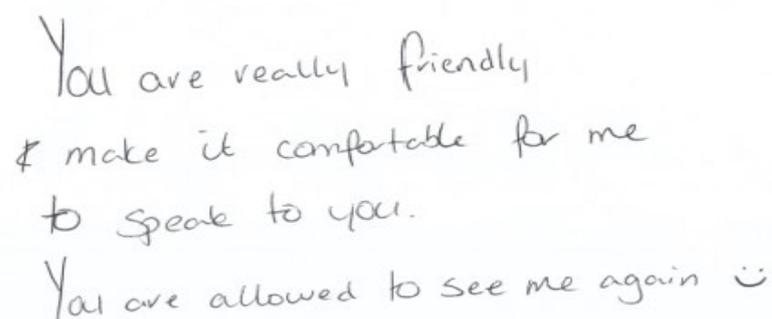 You are really friendly
& make it comfortable for me
to speak to you.
You are allowed to see me again ü